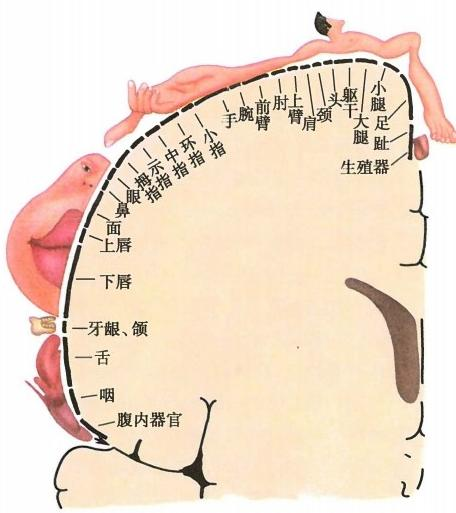 小腿
足
趾
生殖器
大腿
躯干
头
颈
肩
上臂
肘
前臂
腕
手
小指
环指
中指
示指
拇指
眼
鼻
面
上唇
下唇
牙龈、颌
舌
咽
腹内器官